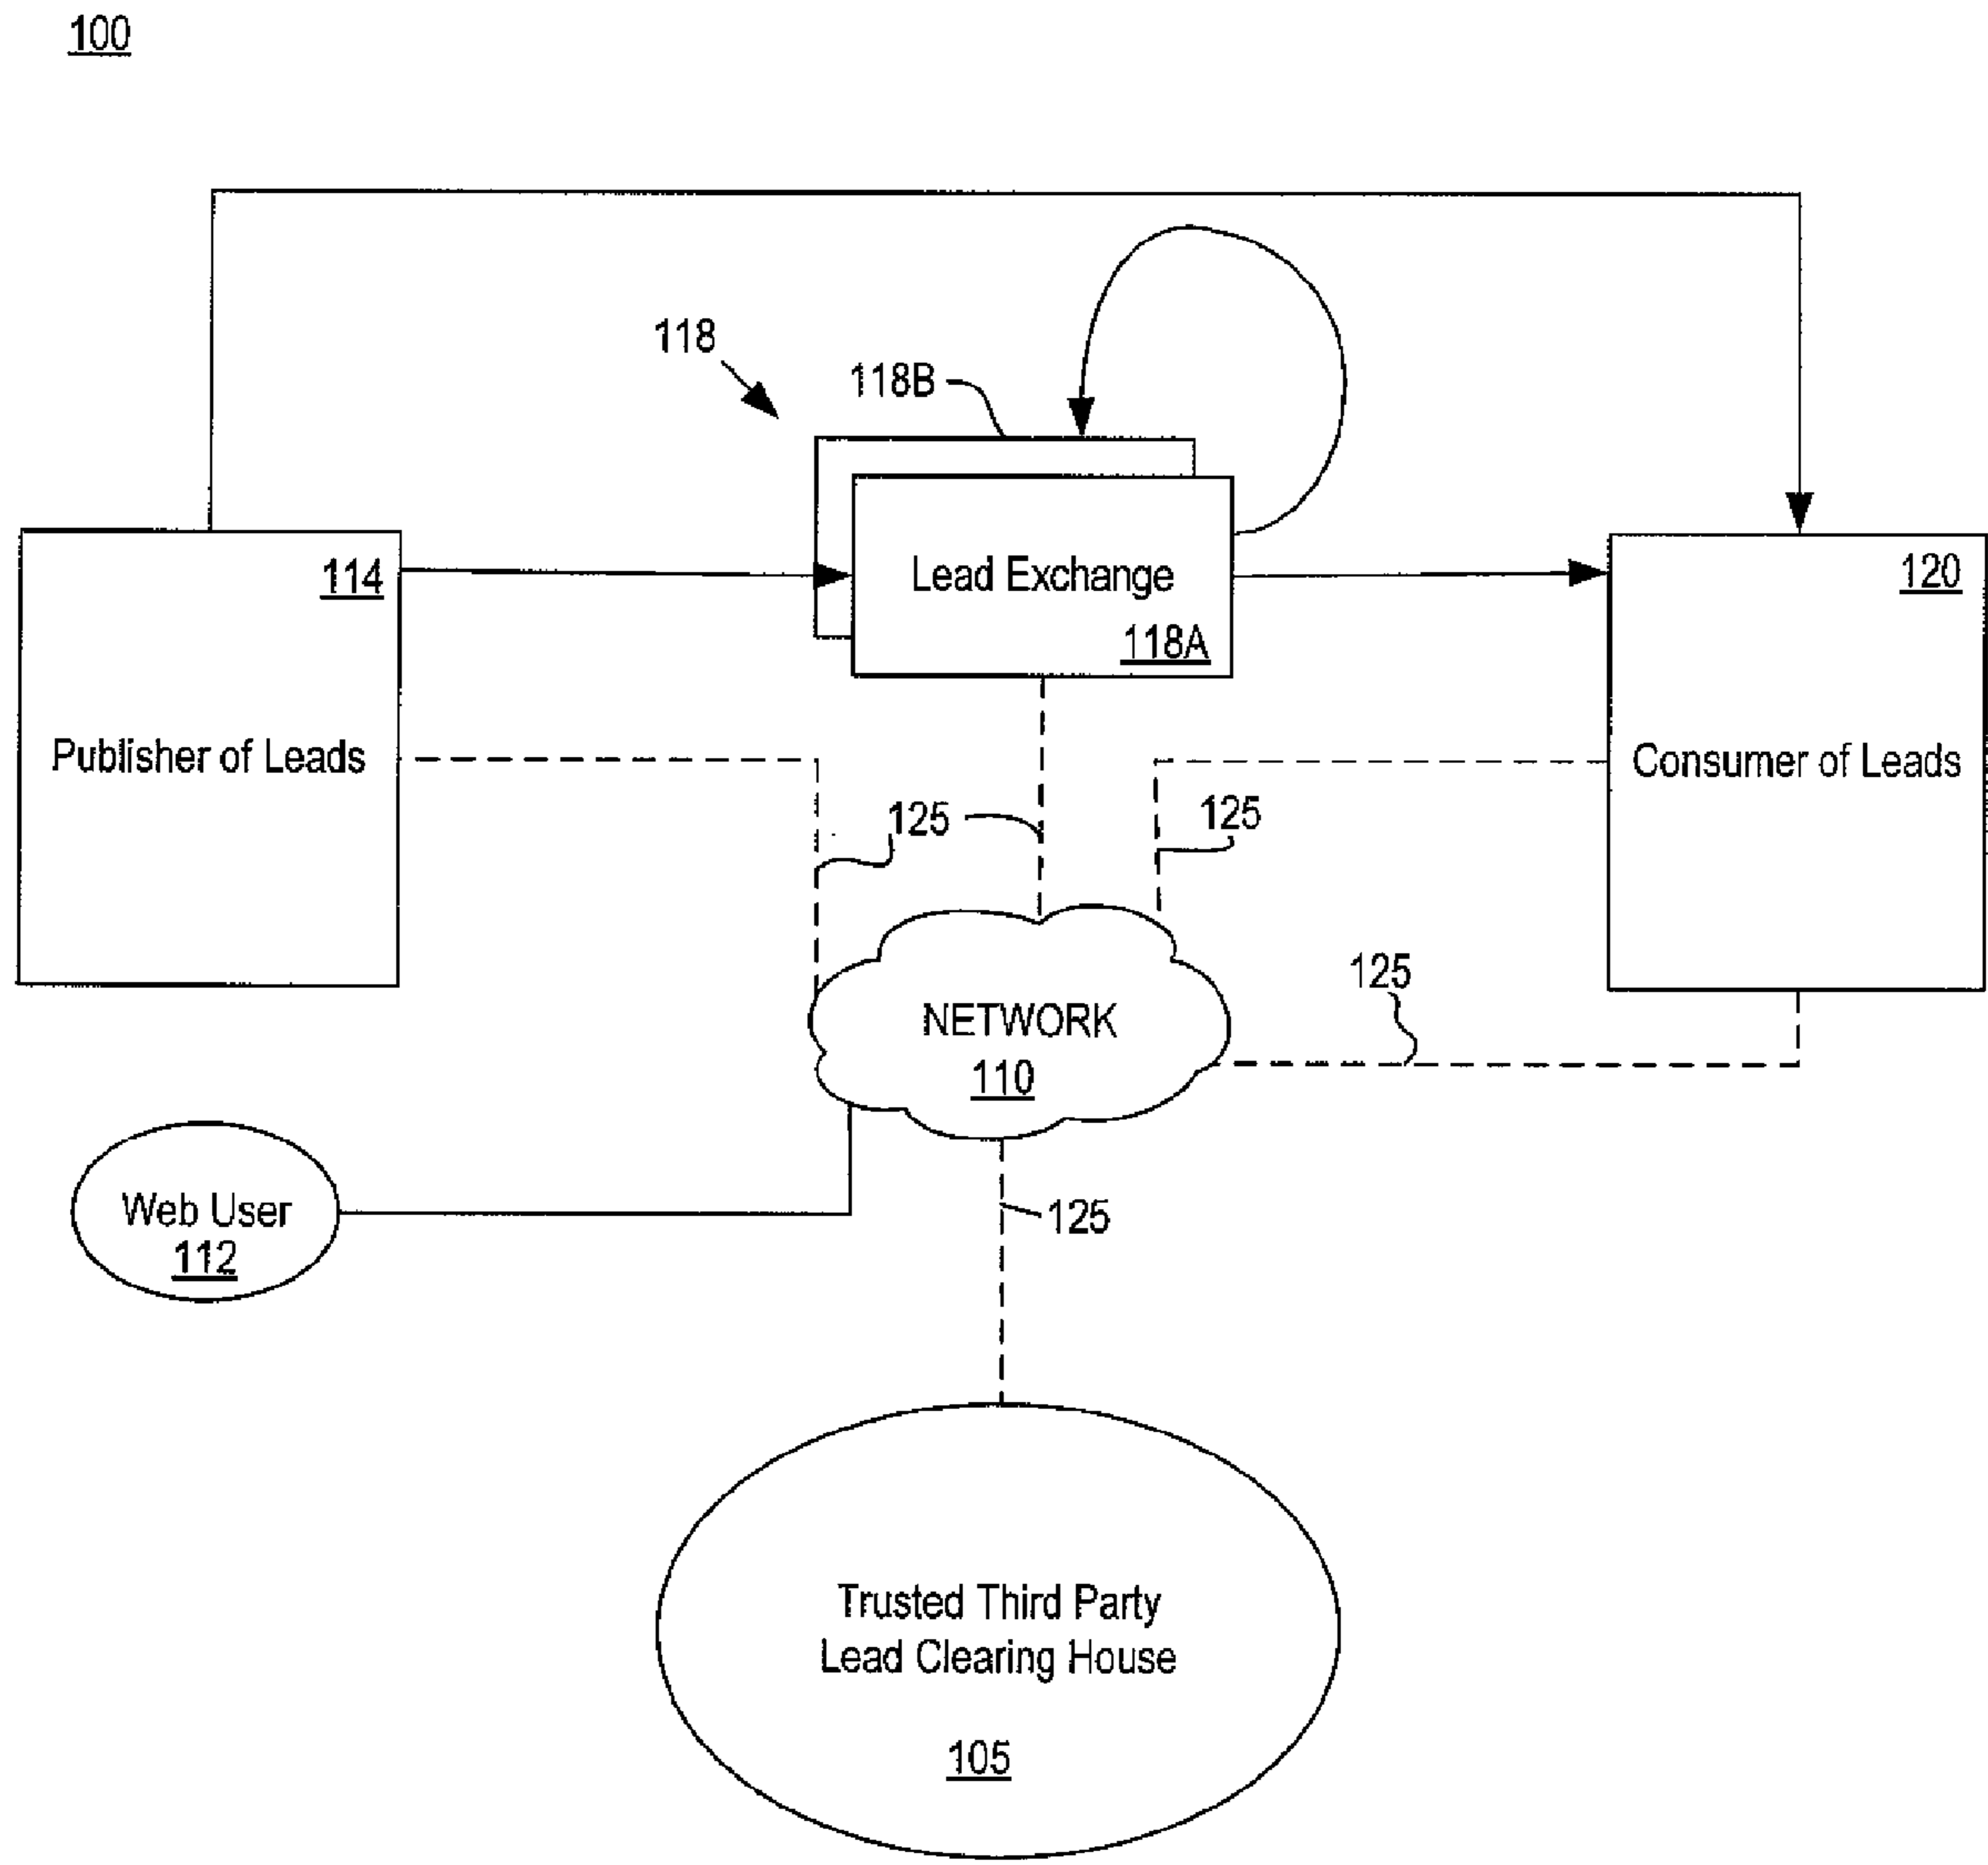 100
118
118B
114
Lead Exchange
118A
120
Publisher of Leads
Consumer of Leads
125
125
125
NETWORK
110
Web User
112
125
Trusted Third Party
Lead Clearing House
105